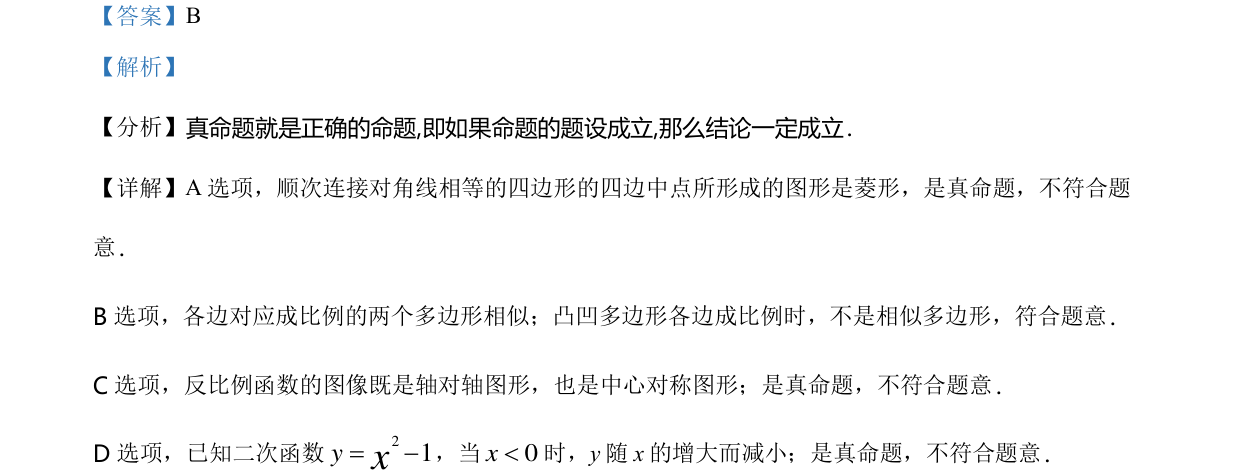 【答案】B
【解析】
【分析】真命题就是正确的命题,即如果命题的题设成立,那么结论一定成立.
【详解】A 选项，顺次连接对角线相等的四边形的四边中点所形成的图形是菱形，是真命题，不符合题
意.
B 选项，各边对应成比例的两个多边形相似；凸凹多边形各边成比例时，不是相似多边形，符合题意.
C 选项，反比例函数的图像既是轴对轴图形，也是中心对称图形；是真命题，不符合题意.
D 选项，已知二次函数 y = x² −1，当 x < 0 时，y 随 x 的增大而减小；是真命题，不符合题意.